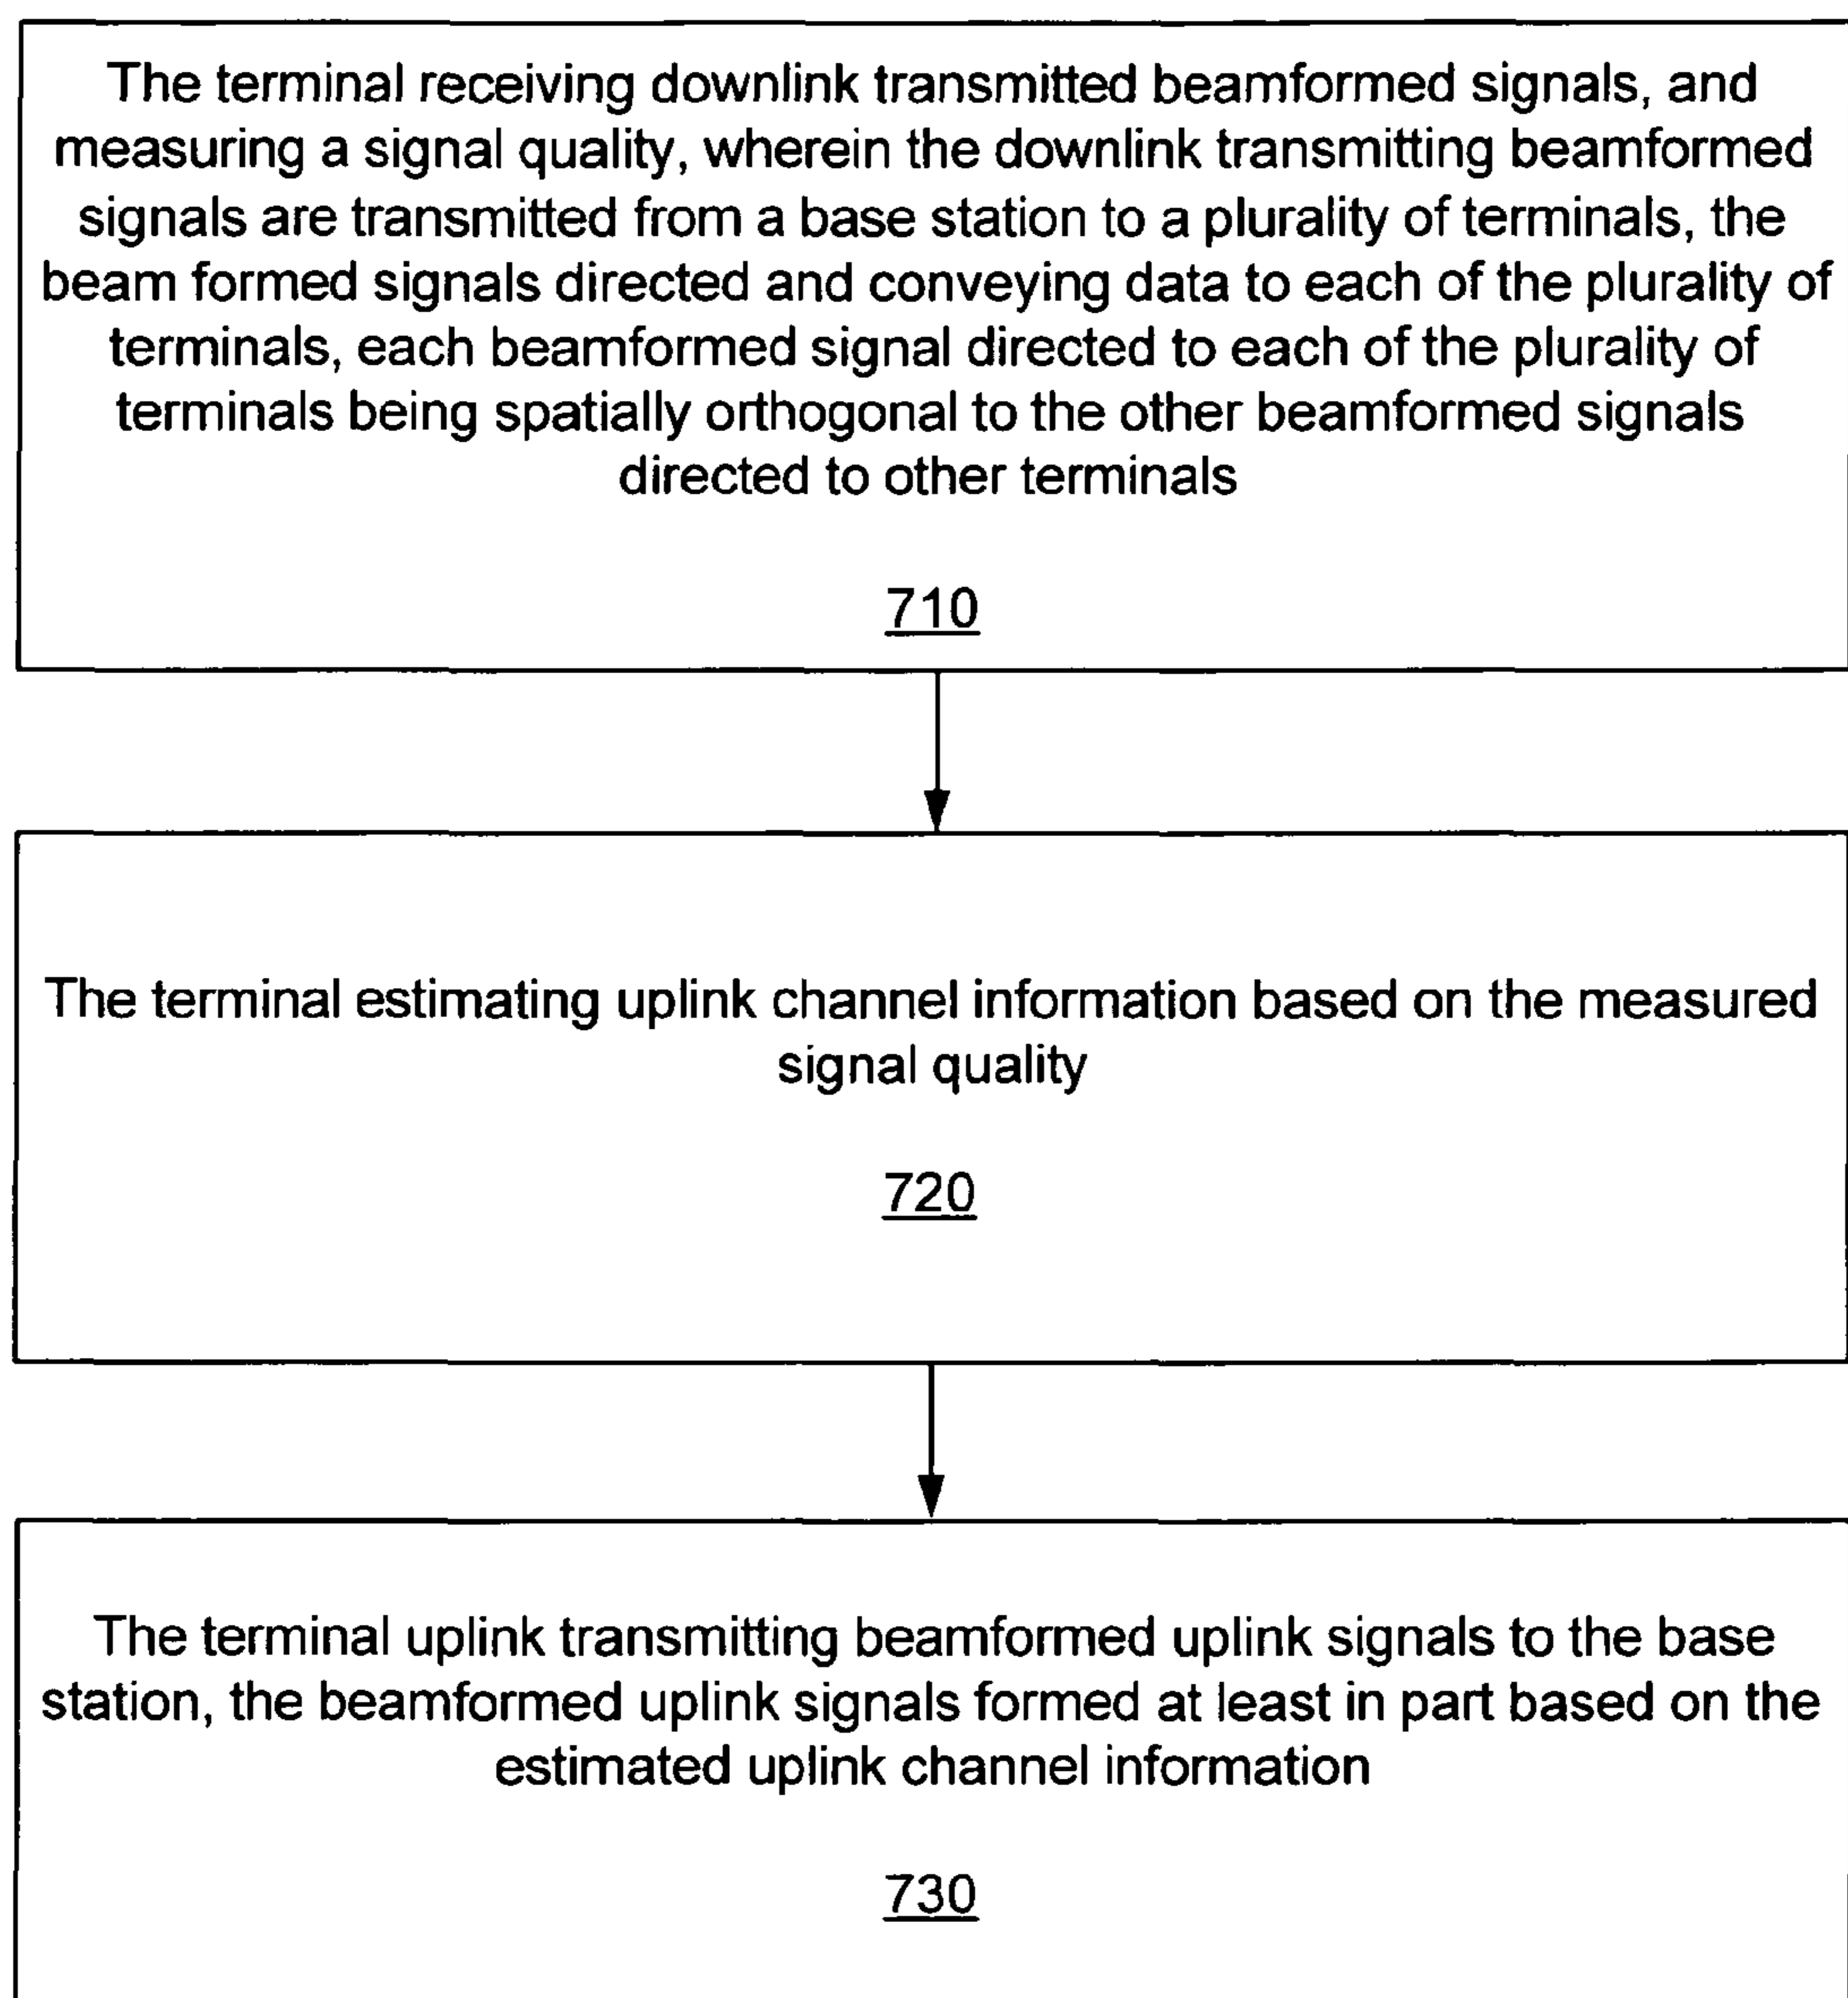 The terminal receiving downlink transmitted beamformed signals, and
measuring a signal quality, wherein the downlink transmitting beamformed
signals are transmitted from a base station to a plurality of terminals, the
beam formed signals directed and conveying data to each of the plurality of
terminals, each beamformed signal directed to each of the plurality of
terminals being spatially orthogonal to the other beamformed signals
directed to other terminals
710
The terminal estimating uplink channel information based on the measured
signal quality
720
The terminal uplink transmitting beamformed uplink signals to the base
station, the beamformed uplink signals formed at least in part based on the
estimated uplink channel information
730